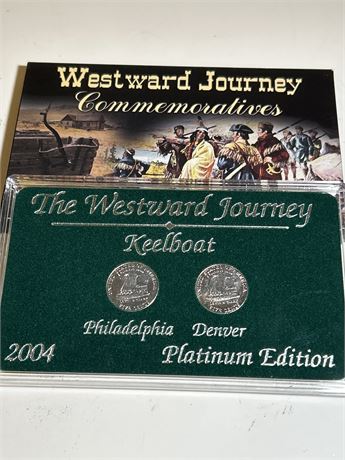 Westward Journey
Commemoratives
The Westward Journey
Keelboat
Philadelphia Denver
2004 Platinum Edition